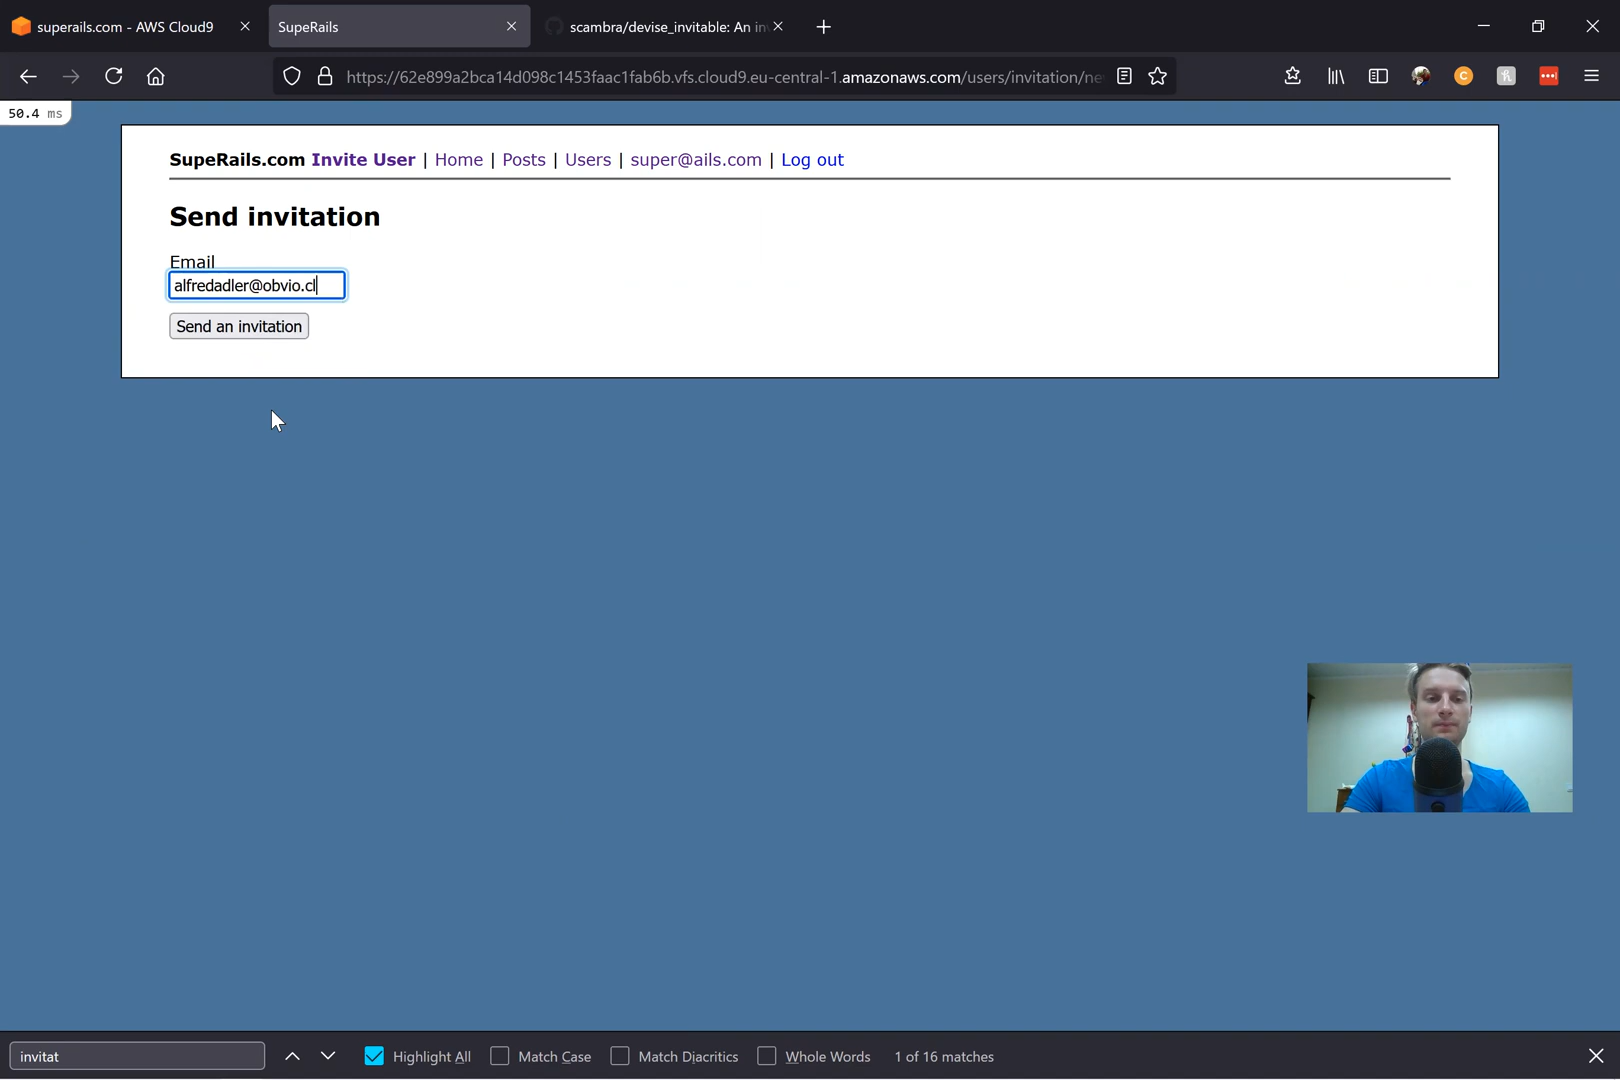 superails.com - AWS Cloud9
SupeRails
scambra/devise_invitable: An in
https://62e899a2bca14d098c1453faac1fab6b.vfs.cloud9.eu-central-1.amazonaws.com/users/invitation/ne
50.4 ms
SupeRails.com Invite User | Home | Posts | Users | super@ails.com | Log out
Send invitation
Email
alfredadler@obvio.cl
Send an invitation
invitat
Highlight All
Match Case
Match Diacritics
Whole Words
1 of 16 matches